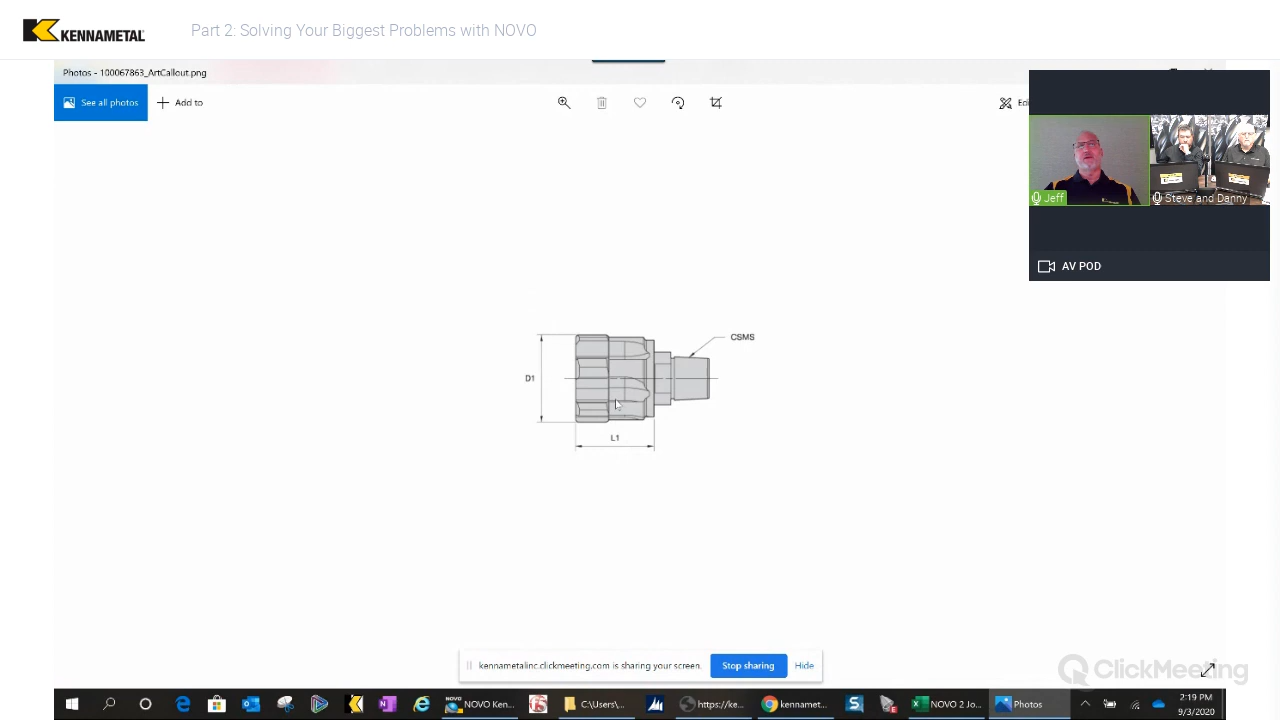 KENNAMETAL
Part 2: Solving Your Biggest Problems with NOVO
Photos - 100067863_ArtCallout.png
See all photos
Add to
Jeff
Steve and Danny
AV POD
CSMS
D1
L1
kennametalinc.clickmeeting.com is sharing your screen.
Stop sharing
Hide
ClickMeeting
NOVO Ken...
C:\Users\...
https://ke...
kennamet...
NOVO 2 Jo...
Photos
2:19 PM
9/3/2020